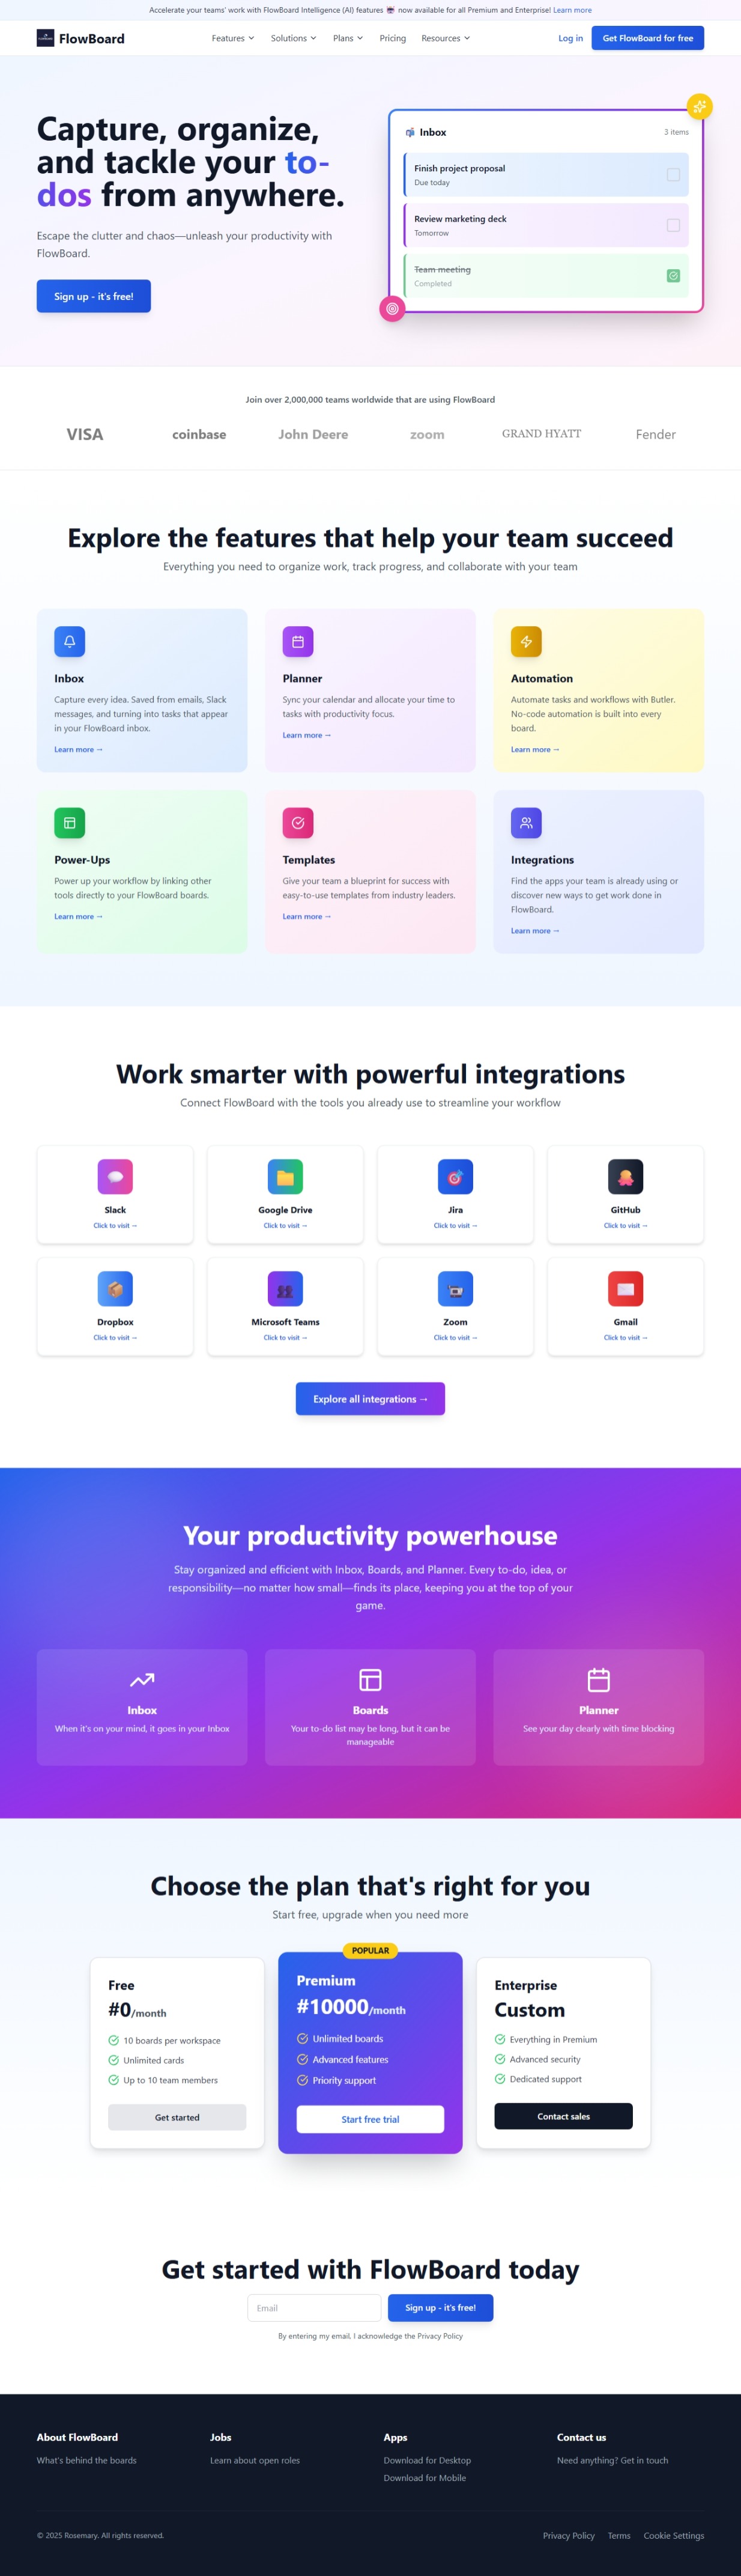 Accelerate your teams' work with FlowBoard Intelligence (AI) features now available for all Premium and Enterprise! Learn more
FlowBoard
Features
Solutions
Plans
Pricing
Resources
Log in
Get FlowBoard for free
Capture, organize,
and tackle your to-
dos from anywhere.
Escape the clutter and chaos—unleash your productivity with
FlowBoard.
Sign up - it's free!
Inbox
3 items
Finish project proposal
Due today
Review marketing deck
Tomorrow
Team meeting
Completed
Join over 2,000,000 teams worldwide that are using FlowBoard
VISA
coinbase
John Deere
zoom
GRAND HYATT
Fender
Explore the features that help your team succeed
Everything you need to organize work, track progress, and collaborate with your team
Inbox
Capture every idea. Saved from emails, Slack
messages, and turning into tasks that appear
in your FlowBoard inbox.
Learn more →
Planner
Sync your calendar and allocate your time to
tasks with productivity focus.
Learn more →
Automation
Automate tasks and workflows with Butler.
No-code automation is built into every
board.
Learn more →
Power-Ups
Power up your workflow by linking other
tools directly to your FlowBoard boards.
Learn more →
Templates
Give your team a blueprint for success with
easy-to-use templates from industry leaders.
Learn more →
Integrations
Find the apps your team is already using or
discover new ways to get work done in
FlowBoard.
Learn more →
Work smarter with powerful integrations
Connect FlowBoard with the tools you already use to streamline your workflow
Slack
Click to visit →
Google Drive
Click to visit →
Jira
Click to visit →
GitHub
Click to visit →
Dropbox
Click to visit →
Microsoft Teams
Click to visit →
Zoom
Click to visit →
Gmail
Click to visit →
Explore all integrations →
Your productivity powerhouse
Stay organized and efficient with Inbox, Boards, and Planner. Every to-do, idea, or
responsibility—no matter how small—finds its place, keeping you at the top of your
game.
Inbox
When it's on your mind, it goes in your Inbox
Boards
Your to-do list may be long, but it can be
manageable
Planner
See your day clearly with time blocking
Choose the plan that's right for you
Start free, upgrade when you need more
Free
#0/month
10 boards per workspace
Unlimited cards
Up to 10 team members
Get started
POPULAR
Premium
#10000/month
Unlimited boards
Advanced features
Priority support
Start free trial
Enterprise
Custom
Everything in Premium
Advanced security
Dedicated support
Contact sales
Get started with FlowBoard today
Email
Sign up - it's free!
By entering my email, I acknowledge the Privacy Policy
About FlowBoard
What's behind the boards
Jobs
Learn about open roles
Apps
Download for Desktop
Download for Mobile
Contact us
Need anything? Get in touch
© 2025 Rosemary. All rights reserved.
Privacy Policy
Terms
Cookie Settings